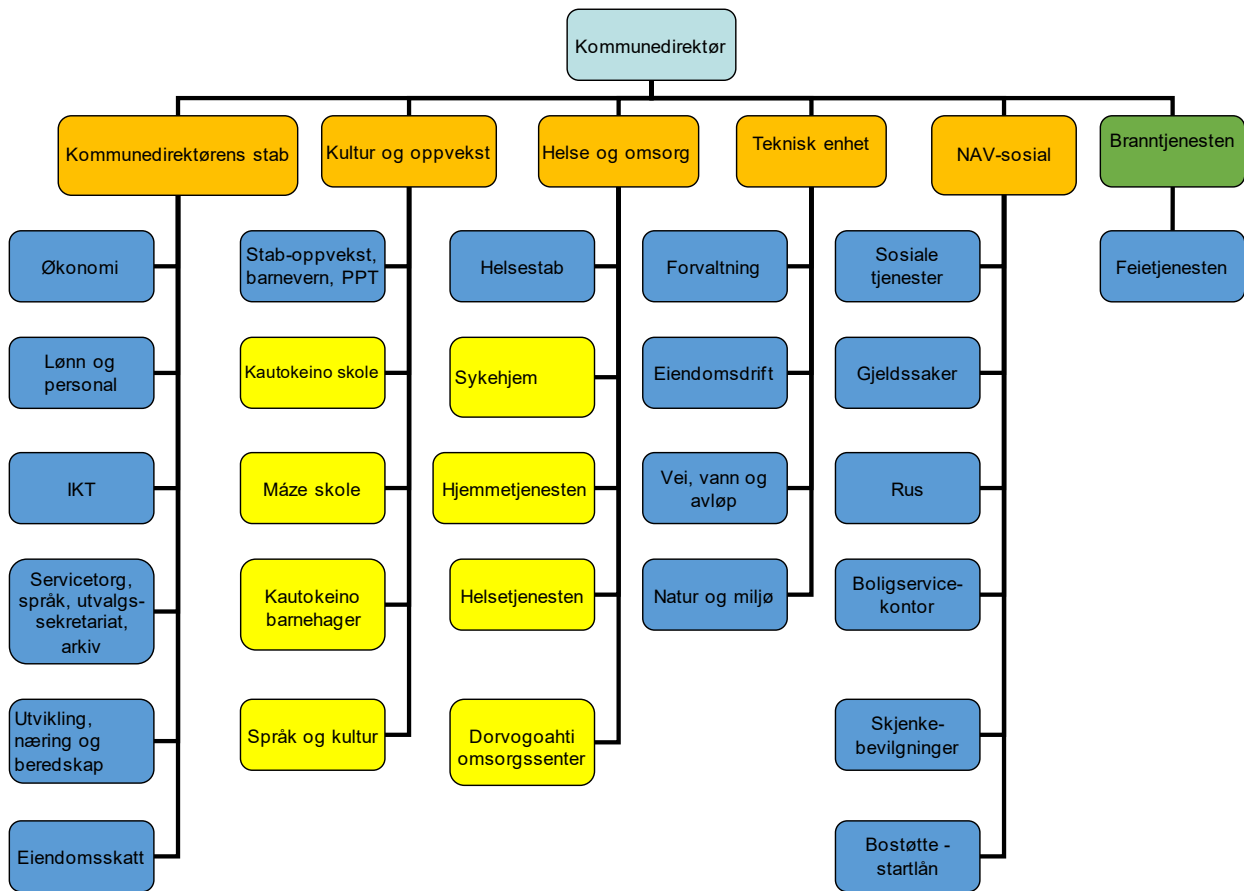 Kommunedirektør
Kommunedirektørens stab
Kultur og oppvekst
Helse og omsorg
Teknisk enhet
NAV-sosial
Branntjenesten
Økonomi
Lønn og
personal
IKT
Servicetorg,
språk, utvalgs-
sekretariat,
arkiv
Utvikling,
næring og
beredskap
Eiendomsskatt
Stab-oppvekst,
barnevern, PPT
Kautokeino skole
Máze skole
Kautokeino
barnehager
Språk og kultur
Helsestab
Sykehjem
Hjemmetjenesten
Helsetjenesten
Dorvogoahti
omsorgssenter
Forvaltning
Eiendomsdrift
Vei, vann og
avløp
Natur og miljø
Sosiale
tjenester
Gjeldssaker
Rus
Boligservice-
kontor
Skjenke-
bevilgninger
Bostøtte -
startlån
Feietjenesten